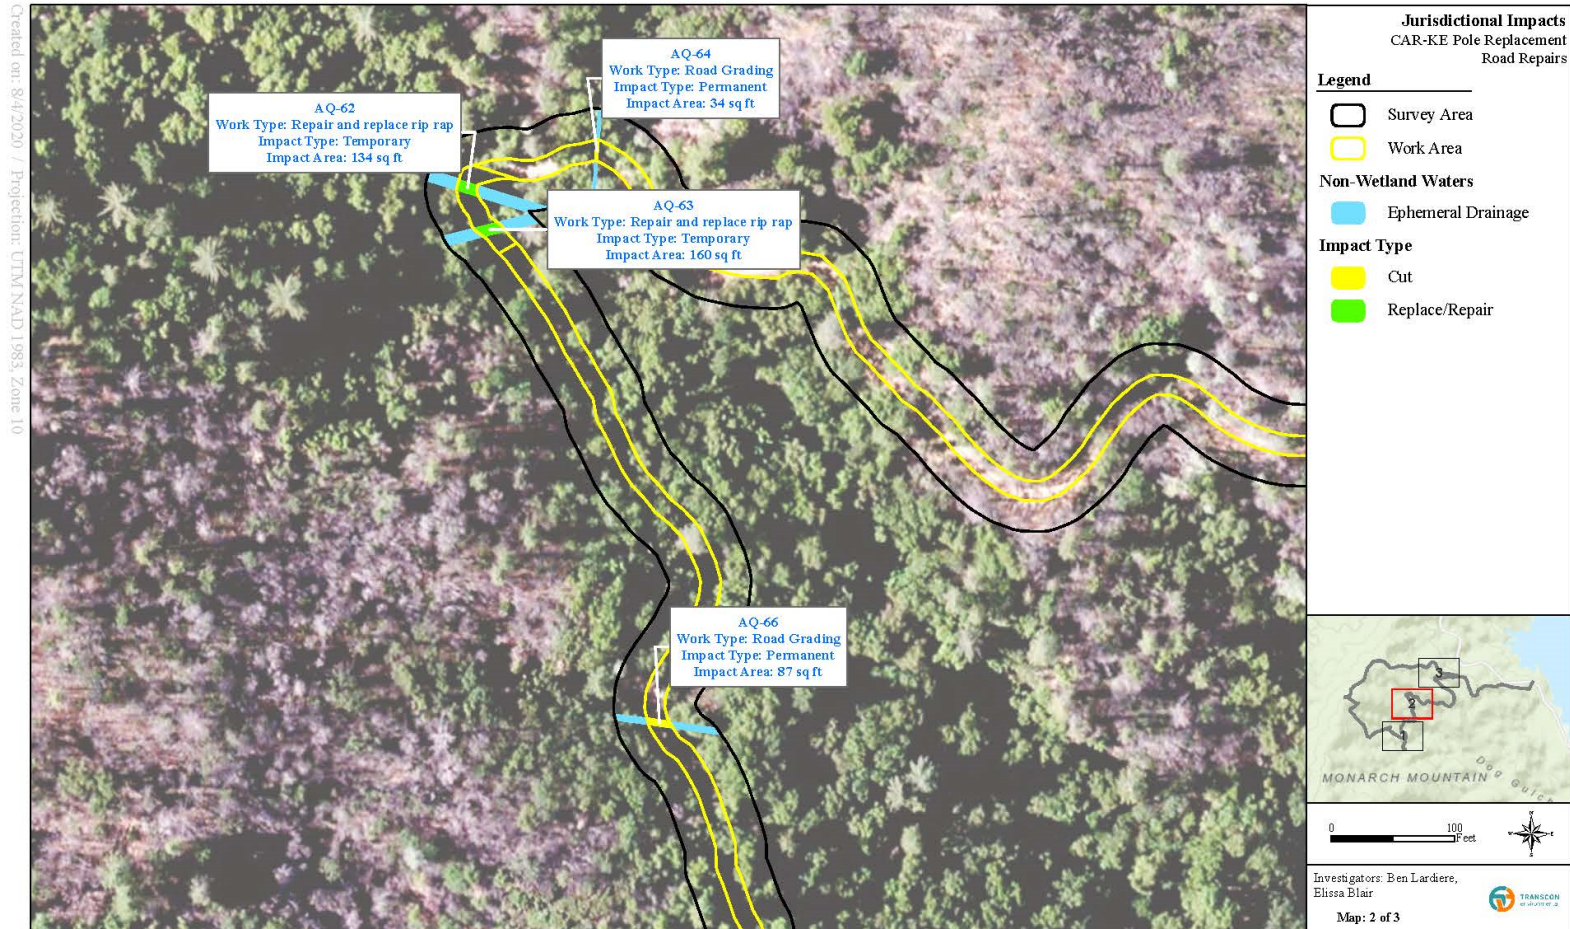 Created on: 8/4/2020 / Projection: UTM NAD 1983, Zone 10
AQ-64
Work Type: Road Grading
Impact Type: Permanent
Impact Area: 34 sq ft
AQ-62
Work Type: Repair and replace rip rap
Impact Type: Temporary
Impact Area: 134 sq ft
AQ-63
Work Type: Repair and replace rip rap
Impact Type: Temporary
Impact Area: 160 sq ft
AQ-66
Work Type: Road Grading
Impact Type: Permanent
Impact Area: 87 sq ft
Jurisdictional Impacts
CAR-KE Pole Replacement
Road Repairs
Legend
Survey Area
Work Area
Non-Wetland Waters
Ephemeral Drainage
Impact Type
Cut
Replace/Repair
3
2
1
MONARCH MOUNTAIN
Dog Gulch
0 100
Feet
N
W E
S
Investigators: Ben Lardiere,
Elissa Blair
TRANSCON
Map: 2 of 3